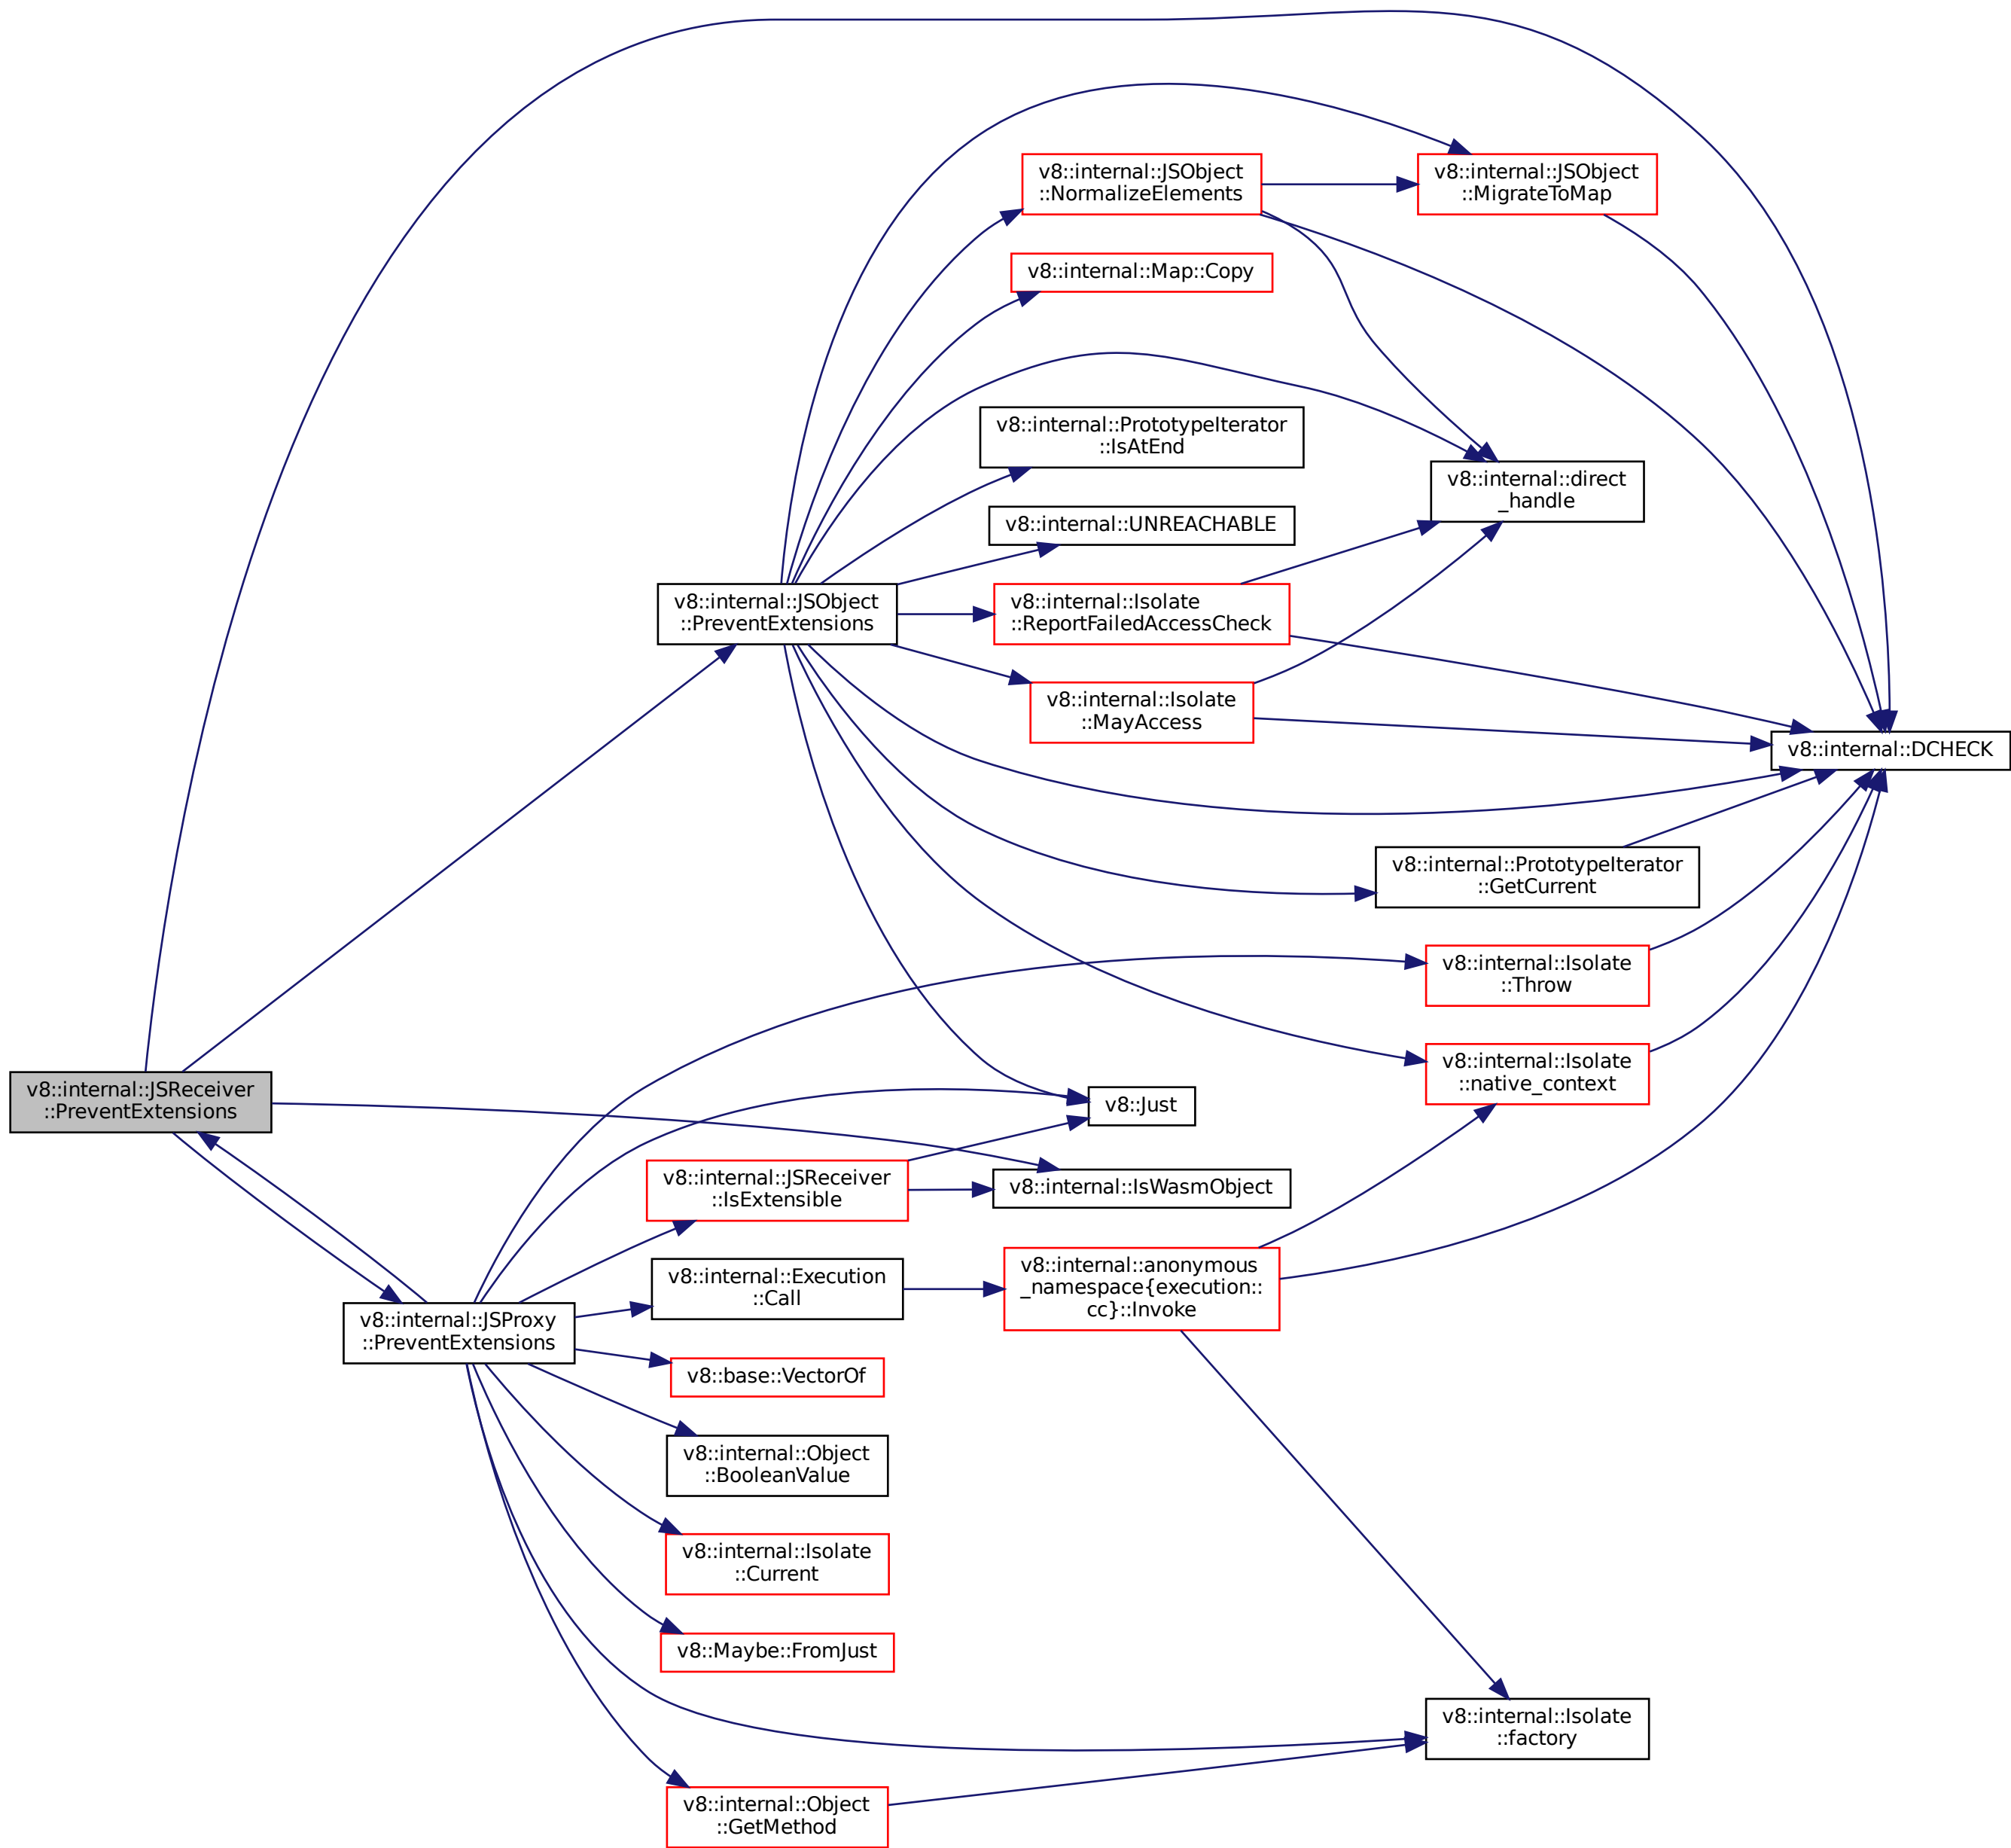 v8::internal::JSObject
::NormalizeElements
v8::internal::JSObject
::MigrateToMap
v8::internal::Map::Copy
v8::internal::PrototypeIterator
::IsAtEnd
v8::internal::direct
_handle
v8::internal::UNREACHABLE
v8::internal::JSObject
::PreventExtensions
v8::internal::Isolate
::ReportFailedAccessCheck
v8::internal::Isolate
::MayAccess
v8::internal::DCHECK
v8::internal::PrototypeIterator
::GetCurrent
v8::internal::Isolate
::Throw
v8::internal::Isolate
::native_context
v8::internal::JSReceiver
::PreventExtensions
v8::Just
v8::internal::JSReceiver
::IsExtensible
v8::internal::IsWasmObject
v8::internal::Execution
::Call
v8::internal::anonymous
_namespace{execution::
cc}::Invoke
v8::internal::JSProxy
::PreventExtensions
v8::base::VectorOf
v8::internal::Object
::BooleanValue
v8::internal::Isolate
::Current
v8::Maybe::FromJust
v8::internal::Isolate
::factory
v8::internal::Object
::GetMethod